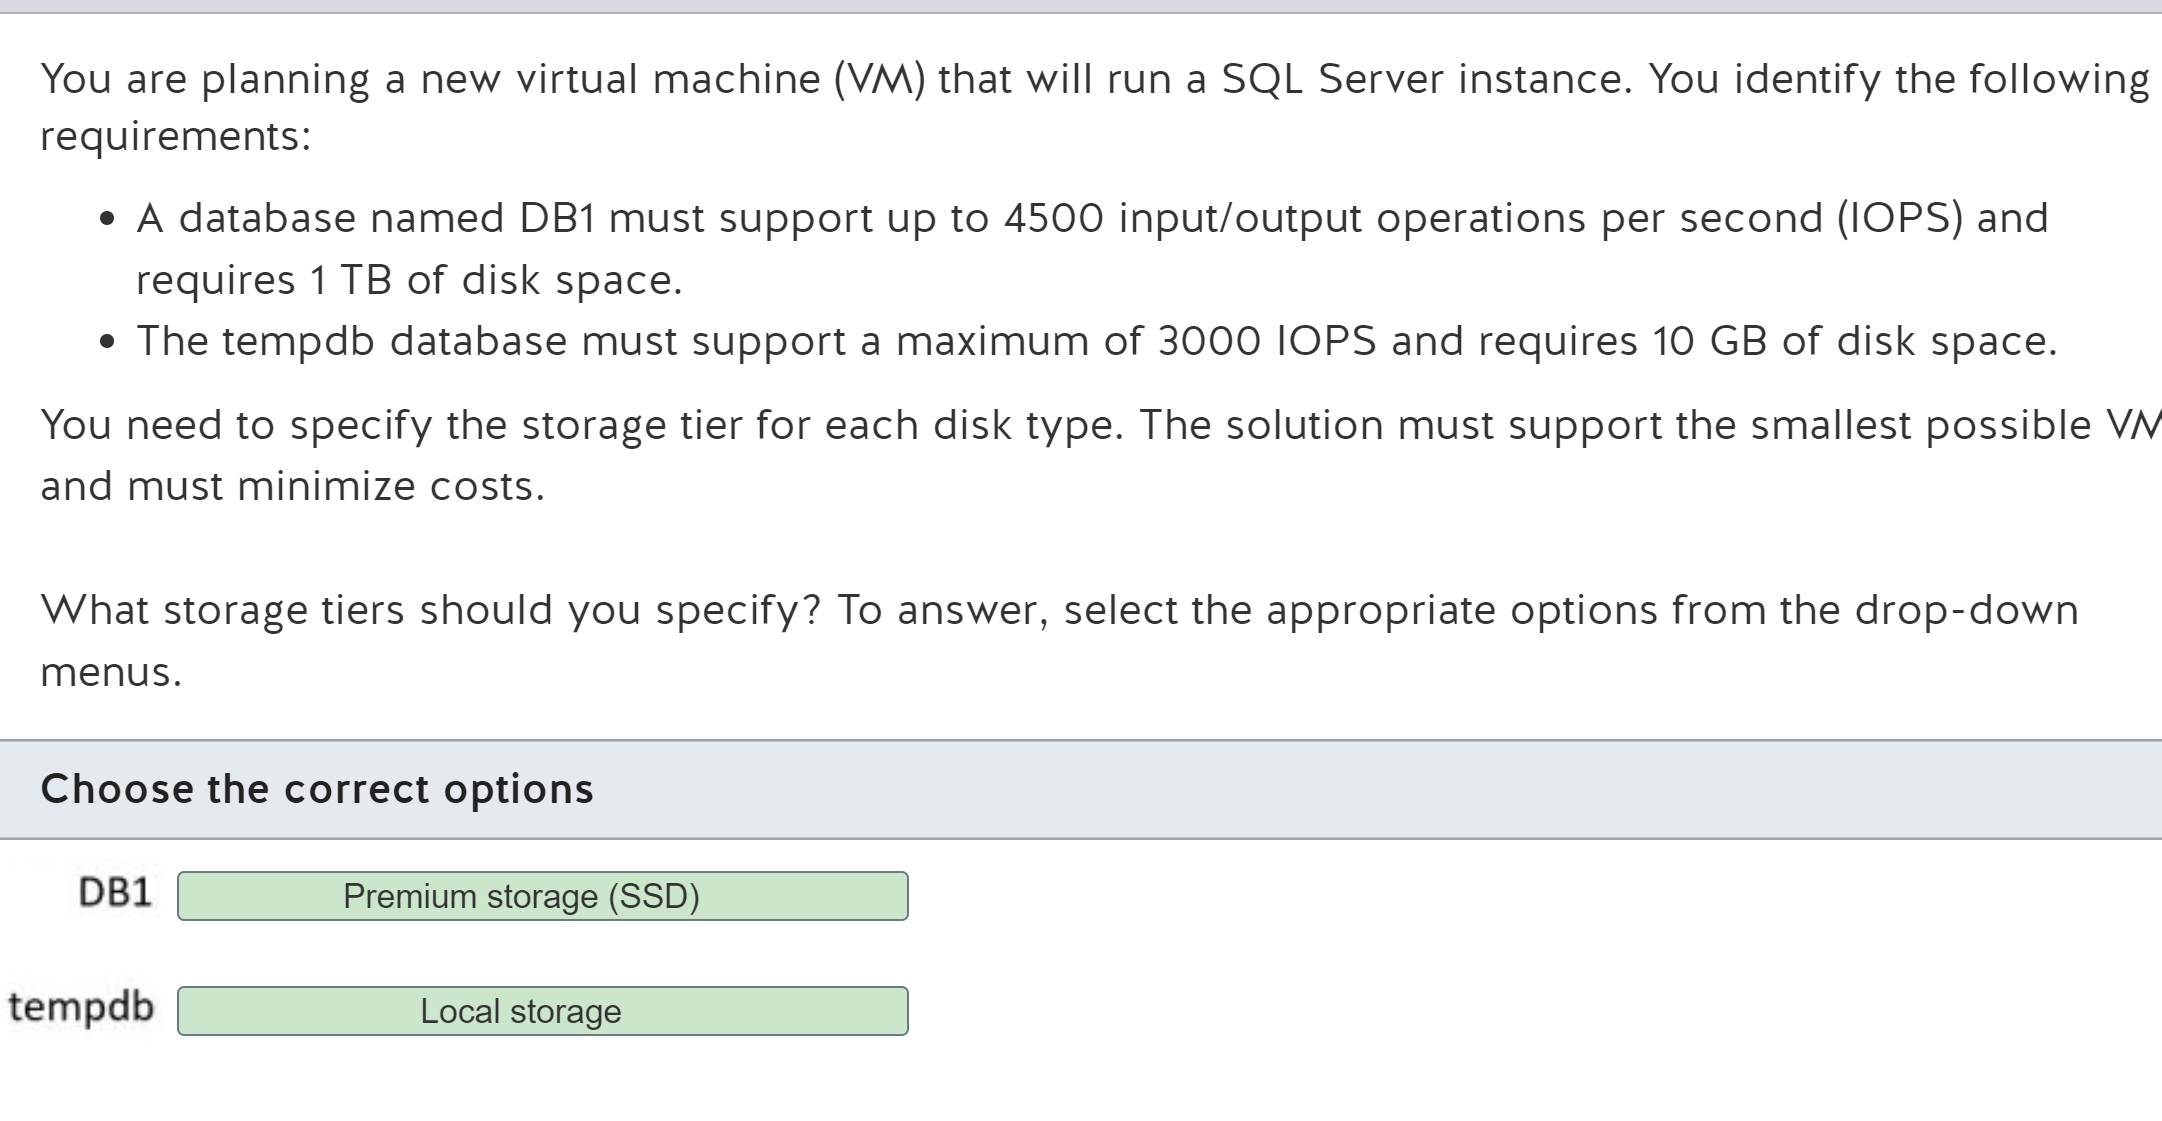 You are planning a new virtual machine (VM) that will run a SQL Server instance. You identify the following
requirements:
• A database named DB1 must support up to 4500 input/output operations per second (IOPS) and
requires 1 TB of disk space.
• The tempdb database must support a maximum of 3000 IOPS and requires 10 GB of disk space.
You need to specify the storage tier for each disk type. The solution must support the smallest possible VM
and must minimize costs.
What storage tiers should you specify? To answer, select the appropriate options from the drop-down
menus.
Choose the correct options
DB1 Premium storage (SSD)
tempdb Local storage